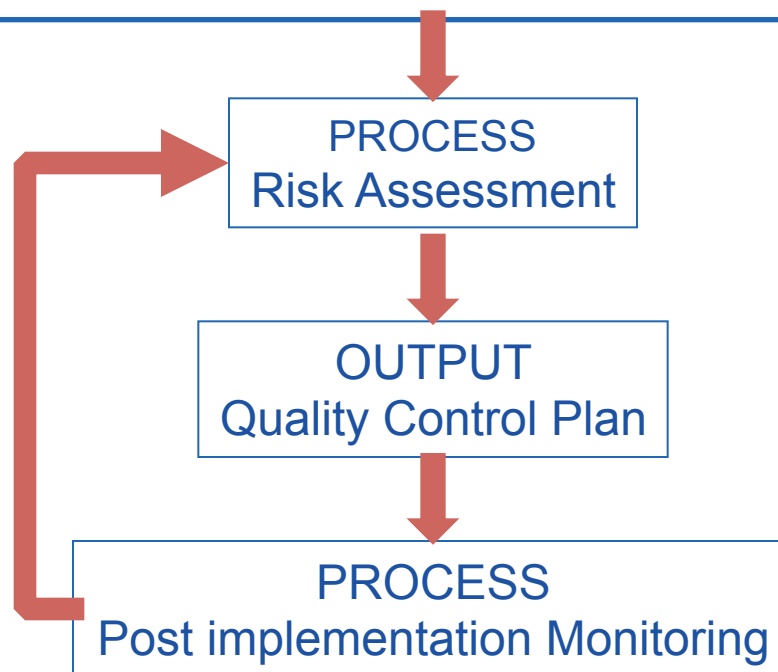 PROCESS
Risk Assessment
OUTPUT
Quality Control Plan
PROCESS
Post implementation Monitoring